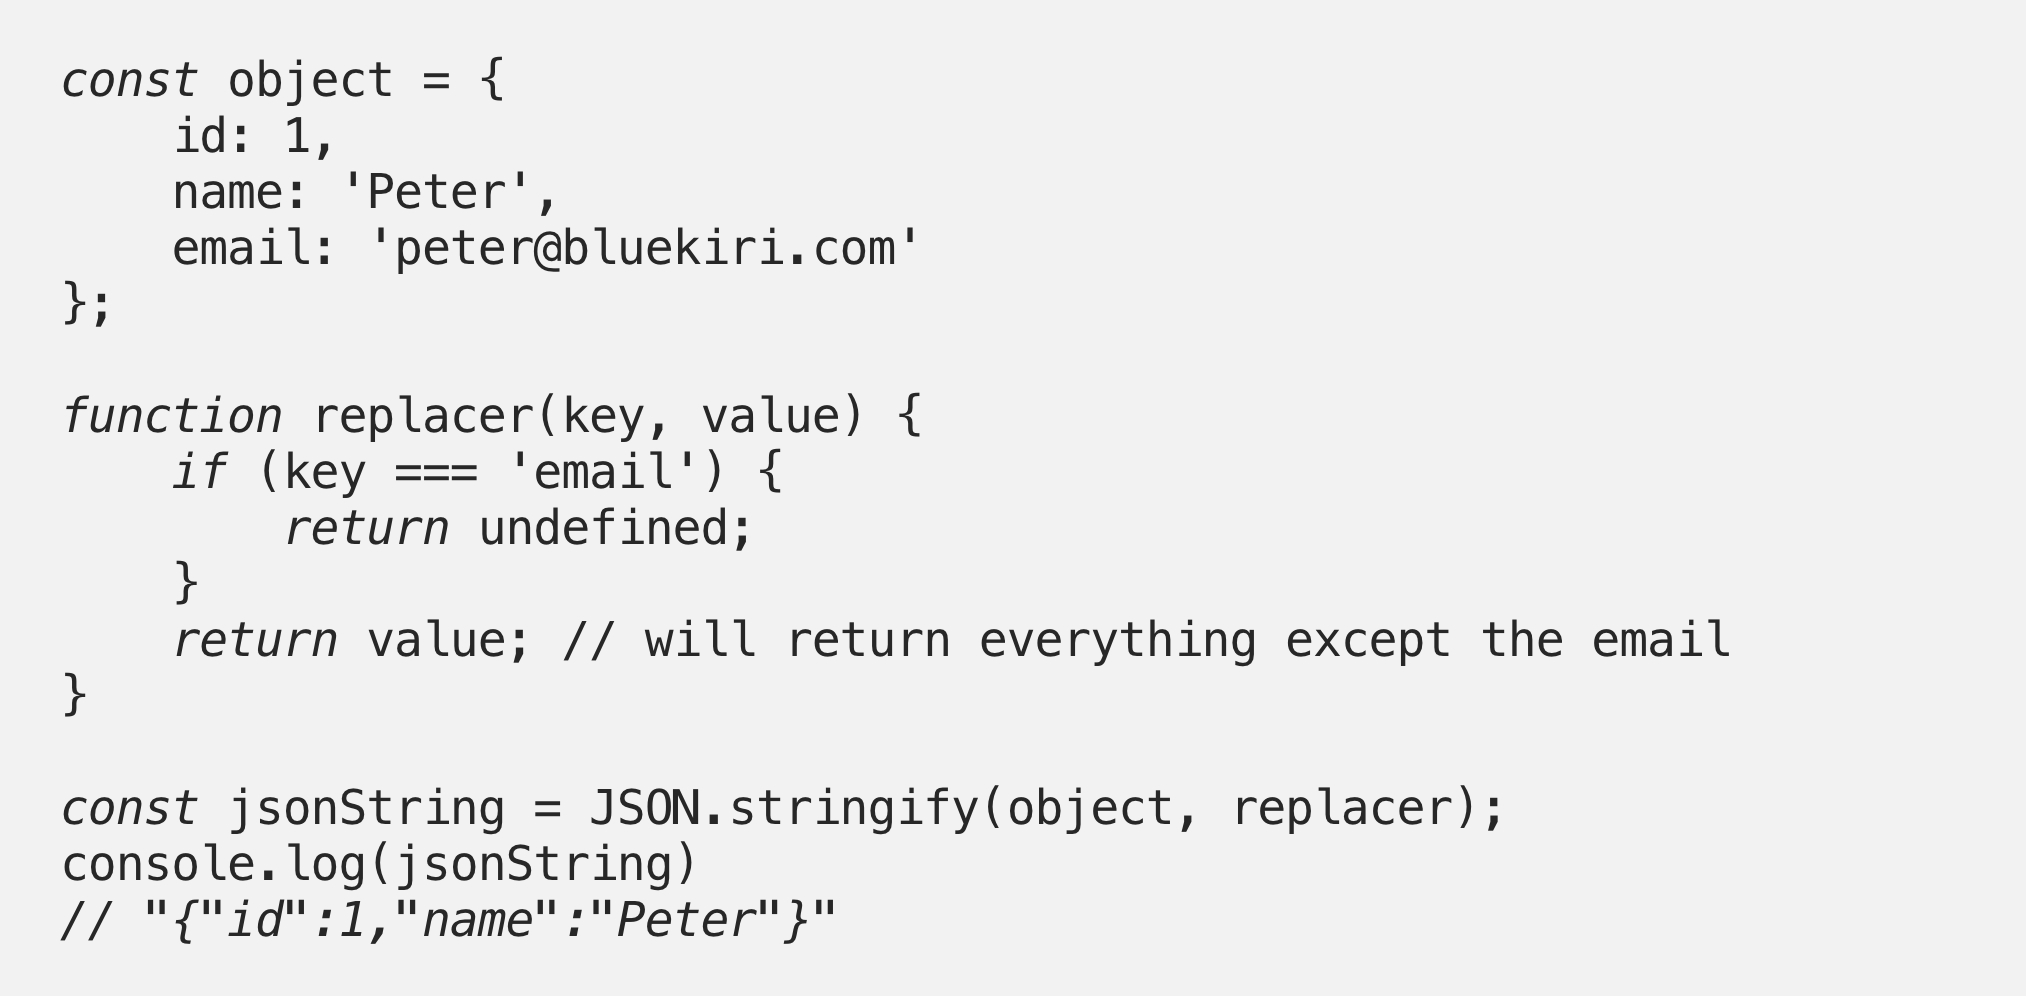 const object = {
    id: 1,
    name: 'Peter',
    email: 'peter@bluekiri.com'
};

function replacer(key, value) {
    if (key === 'email') {
        return undefined;
    }
    return value; // will return everything except the email
}

const jsonString = JSON.stringify(object, replacer);
console.log(jsonString)
// "{"id":1,"name":"Peter"}"